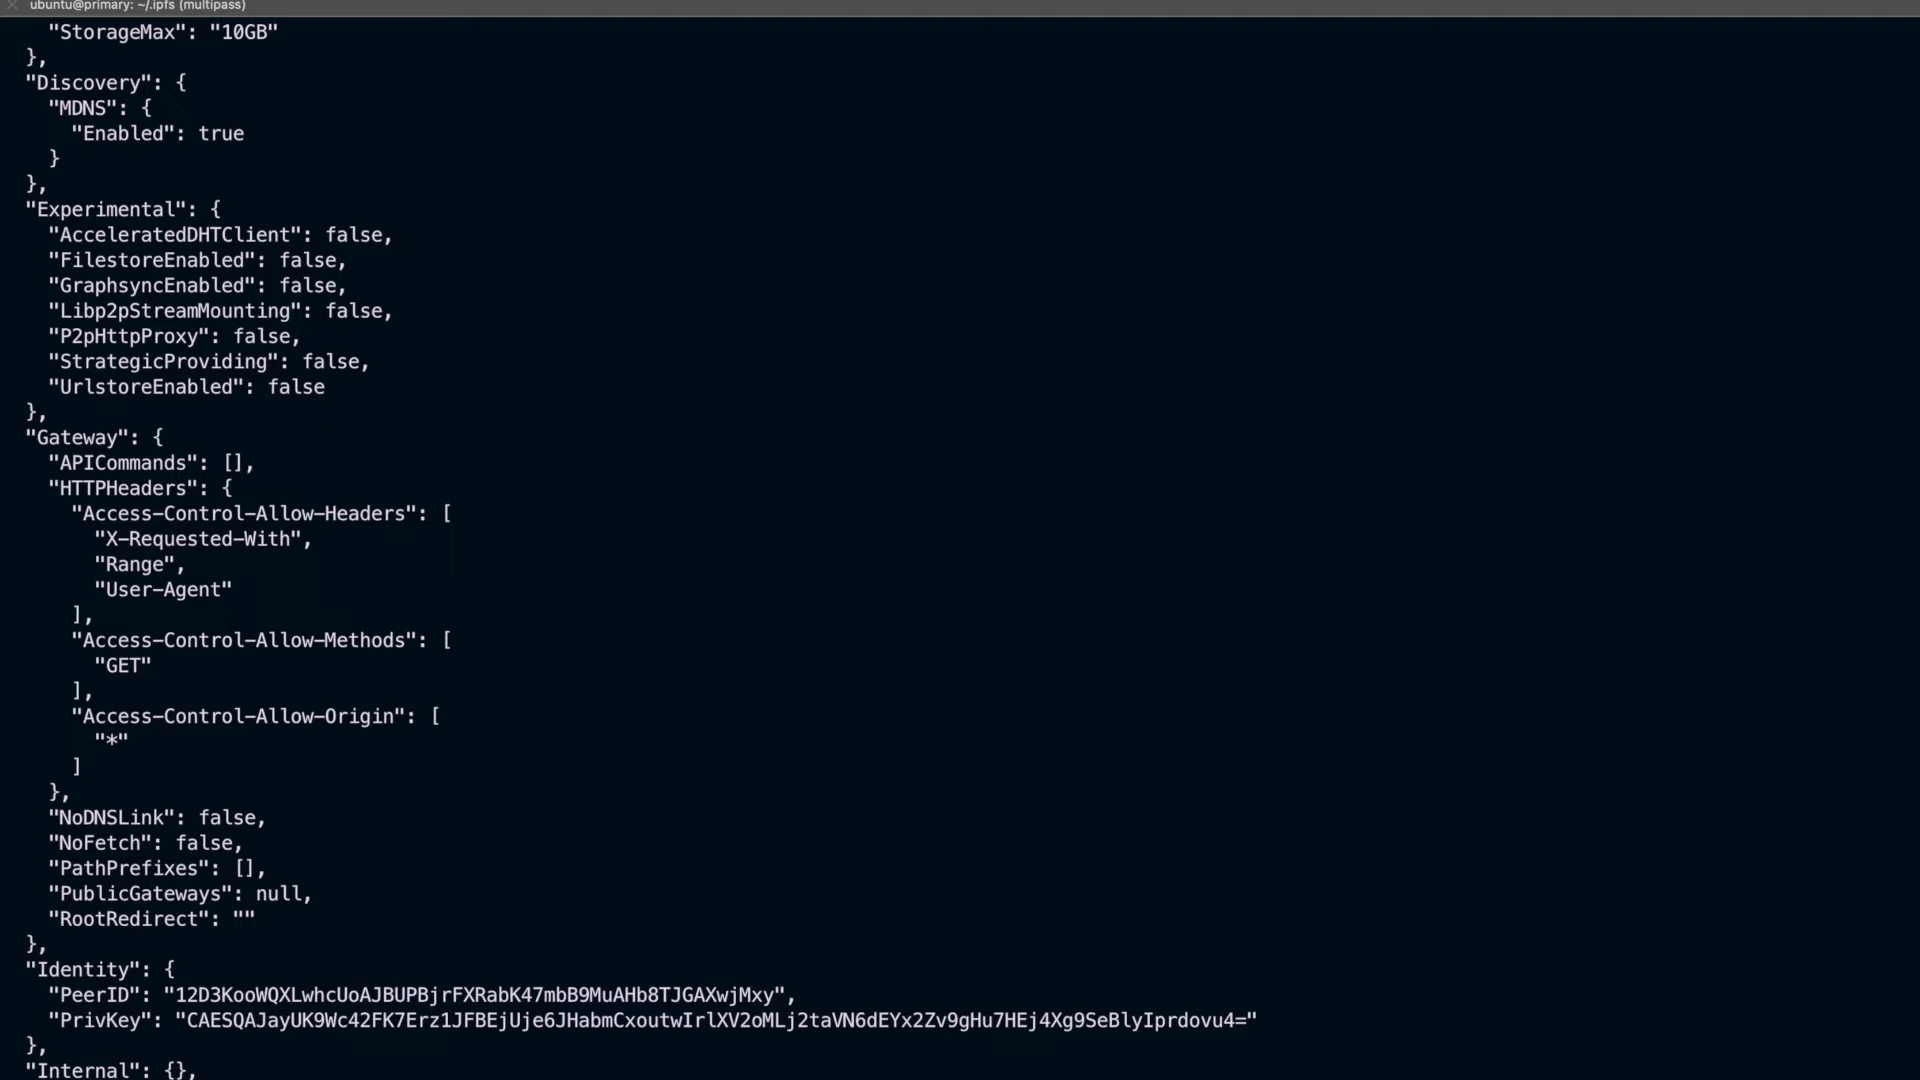 ubuntu@primary: ~/.ipfs (multipass)
"StorageMax": "10GB"
},
"Discovery": {
"MDNS": {
"Enabled": true
}
},
"Experimental": {
"AcceleratedDHTClient": false,
"FilestoreEnabled": false,
"GraphsyncEnabled": false,
"Libp2pStreamMounting": false,
"P2pHttpProxy": false,
"StrategicProviding": false,
"UrlstoreEnabled": false
},
"Gateway": {
"APICommands": [],
"HTTPHeaders": {
"Access-Control-Allow-Headers": [
"X-Requested-With",
"Range",
"User-Agent"
],
"Access-Control-Allow-Methods": [
"GET"
],
"Access-Control-Allow-Origin": [
"*"
]
},
"NoDNSLink": false,
"NoFetch": false,
"PathPrefixes": [],
"PublicGateways": null,
"RootRedirect": ""
},
"Identity": {
"PeerID": "12D3KooWQXLwhcUoAJBUPBjrFXRabK47mbB9MuAHb8TJGAXwjMxy",
"PrivKey": "CAESQAJayUK9Wc42FK7Erz1JFBEjUje6JHabmCxoutwIrlXV2oMLj2taVN6dEYx2Zv9gHu7HEj4Xg9SeBlyIprdovu4="
},
"Internal": {},